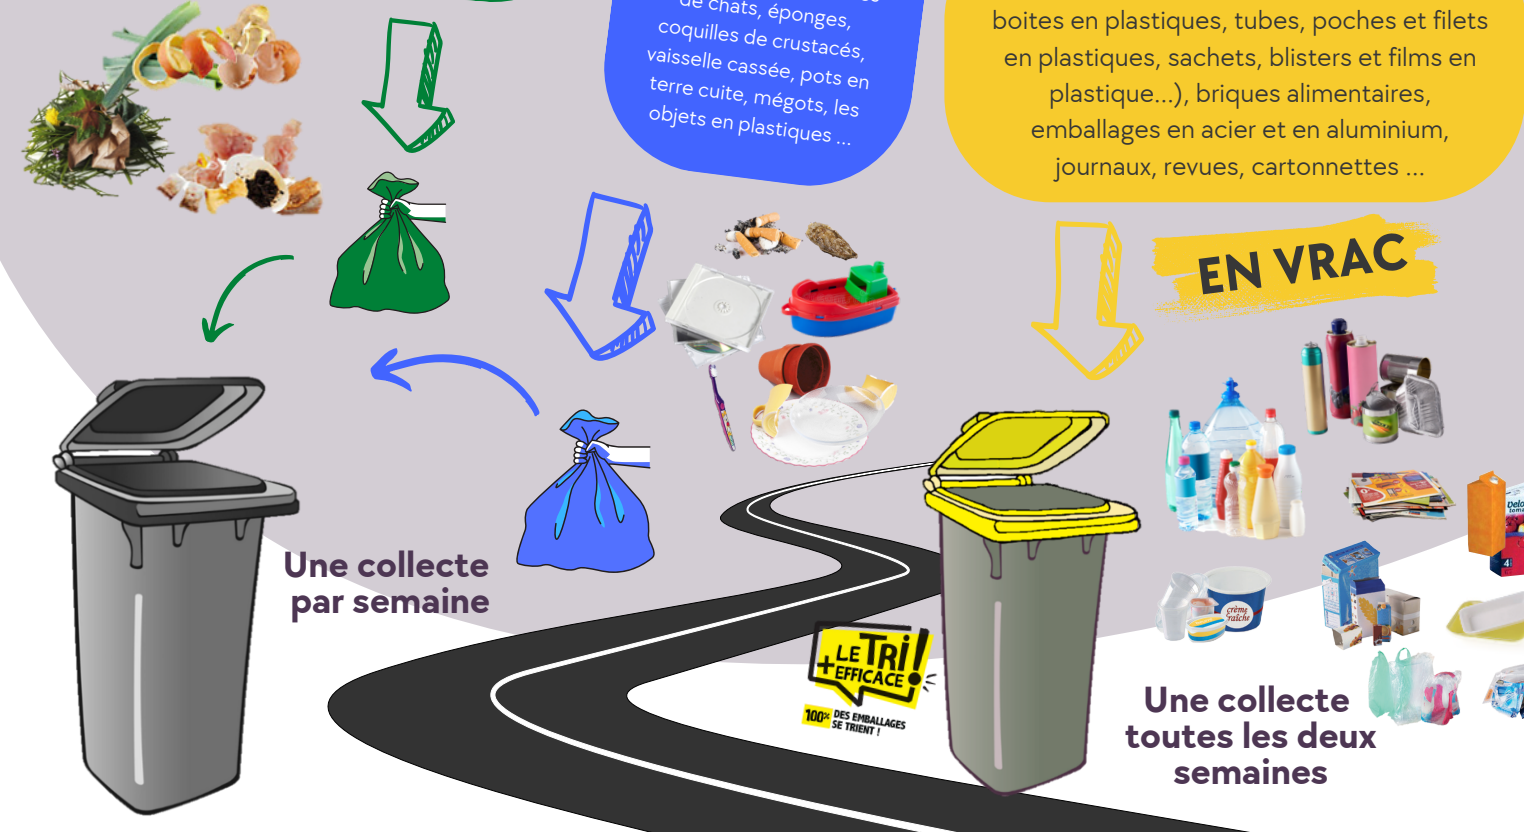 de chats, éponges,
coquilles de crustacés,
vaisselle cassée, pots en
terre cuite, mégots, les
objets en plastiques ...
boites en plastiques, tubes, poches et filets
en plastiques, sachets, blisters et films en
plastique...), briques alimentaires,
emballages en acier et en aluminium,
journaux, revues, cartonnettes ...
EN VRAC
Une collecte
par semaine
crème
fraîche
LE TRI
+ EFFICACE !
100% DES EMBALLAGES
SE TRIENT !
Une collecte
toutes les deux
semaines